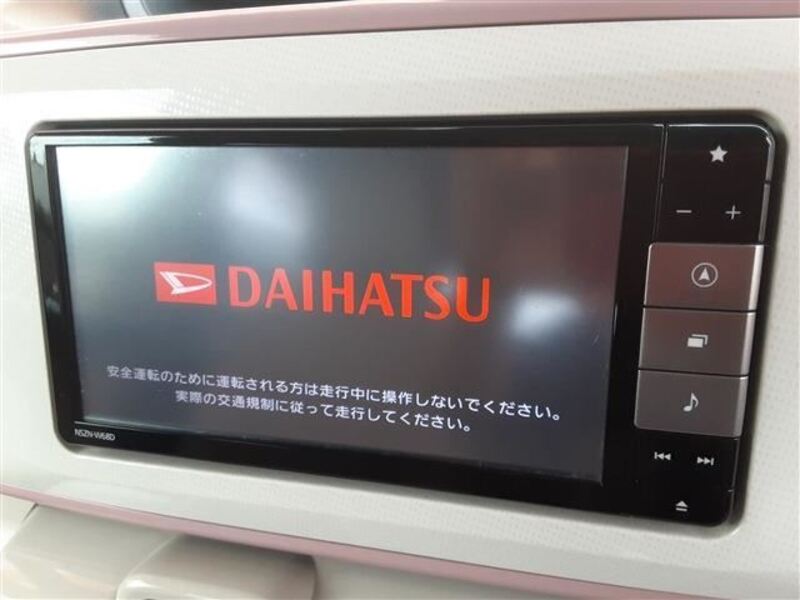 DAIHATSU
安全運転のために運転される方は走行中に操作しないでください。
実際の交通規制に従って走行してください。
NSZN-W68D